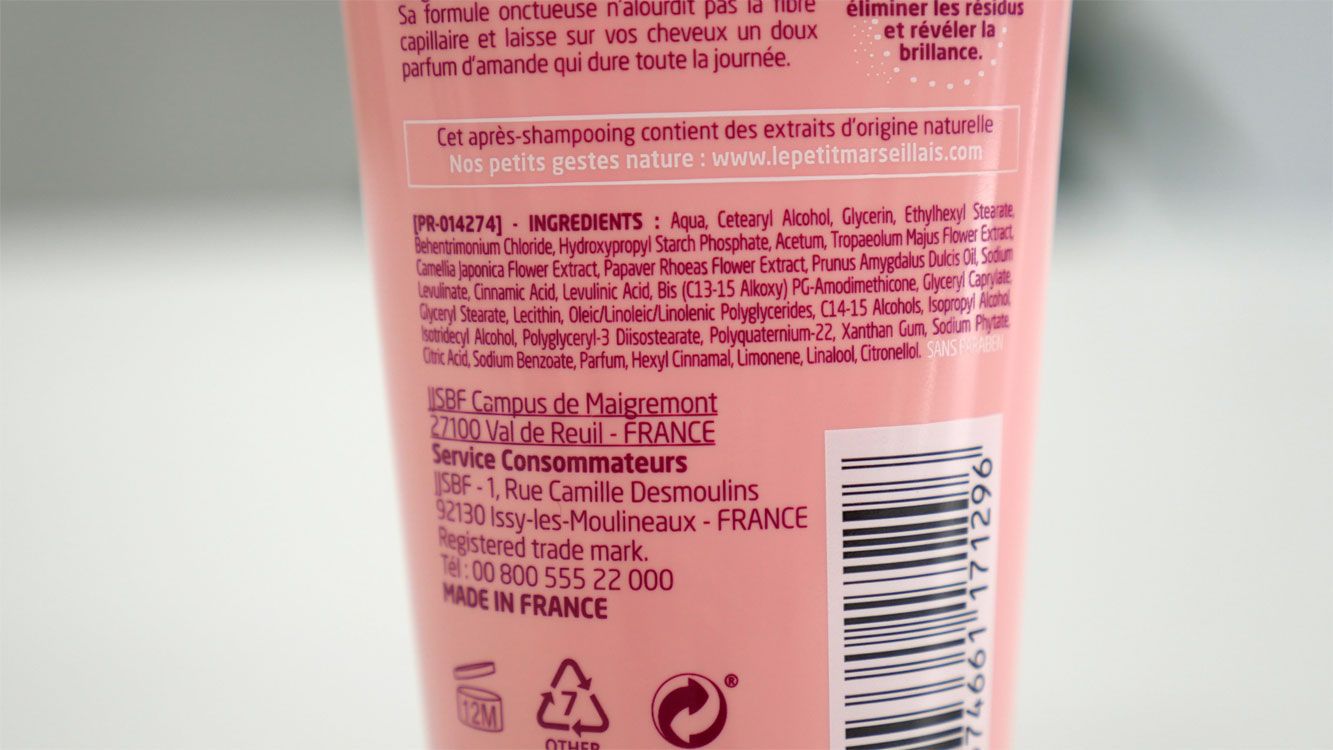 Sa formule onctueuse n'alourdit pas la fibre
capillaire et laisse sur vos cheveux un doux
parfum d'amande qui dure toute la journée.
éliminer les résidus
et révéler la
brillance.
Cet après-shampooing contient des extraits d'origine naturelle
Nos petits gestes nature : www.lepetitmarseillais.com
[PR-014274] - INGREDIENTS : Aqua, Cetearyl Alcohol, Glycerin, Ethylhexyl Stearate,
Behentrimonium Chloride, Hydroxypropyl Starch Phosphate, Acetum, Tropaeolum Majus Flower Extract,
Camellia Japonica Flower Extract, Papaver Rhoeas Flower Extract, Prunus Amygdalus Dulcis Oil, Sodium
Levulinate, Cinnamic Acid, Levulinic Acid, Bis (C13-15 Alkoxy) PG-Amodimethicone, Glyceryl Caprylate,
Glyceryl Stearate, Lecithin, Oleic/Linoleic/Linolenic Polyglycerides, C14-15 Alcohols, Isopropyl Alcohol,
Isotridecyl Alcohol, Polyglyceryl-3 Diisostearate, Polyquaternium-22, Xanthan Gum, Sodium Phytate,
Citric Acid, Sodium Benzoate, Parfum, Hexyl Cinnamal, Limonene, Linalool, Citronellol. SANS PARABEN
JJSBF Campus de Maigremont
27100 Val de Reuil - FRANCE
Service Consommateurs
JJSBF - 1, Rue Camille Desmoulins
92130 Issy-les-Moulineaux - FRANCE
Registered trade mark.
Tél : 00 800 555 22 000
MADE IN FRANCE
12M
7
OTHER
®
574661 171296